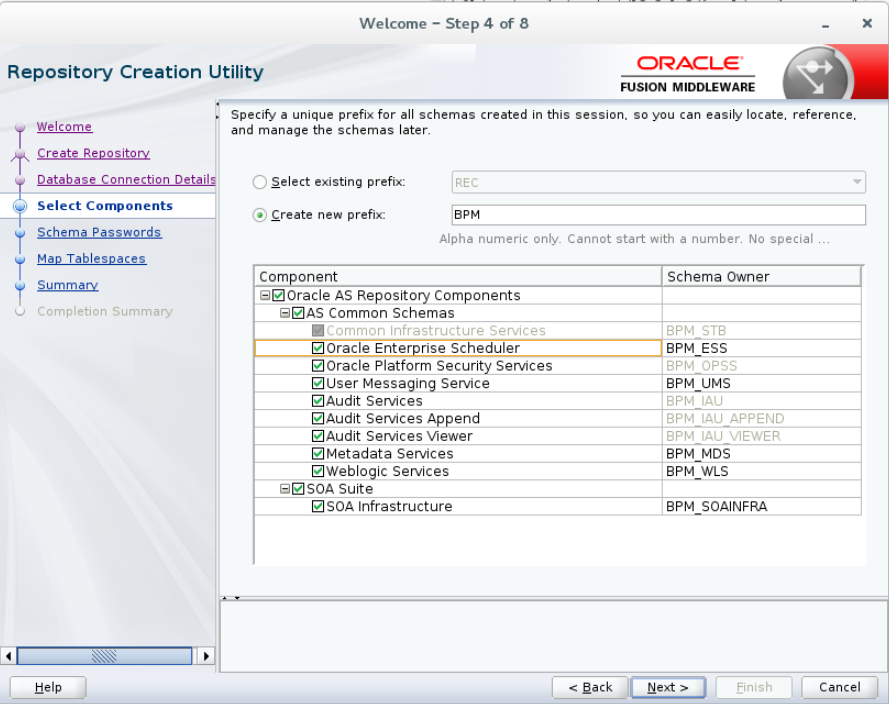 Welcome - Step 4 of 8
Repository Creation Utility
ORACLE
FUSION MIDDLEWARE
Welcome
Create Repository
Database Connection Details
Select Components
Schema Passwords
Map Tablespaces
Summary
Completion Summary
Specify a unique prefix for all schemas created in this session, so you can easily locate, reference,
and manage the schemas later.
Select existing prefix: REC
Create new prefix: BPM
Alpha numeric only. Cannot start with a number. No special ...
Component Schema Owner
Oracle AS Repository Components
AS Common Schemas
Common Infrastructure Services BPM_STB
Oracle Enterprise Scheduler BPM_ESS
Oracle Platform Security Services BPM_OPSS
User Messaging Service BPM_UMS
Audit Services BPM_IAU
Audit Services Append BPM_IAU_APPEND
Audit Services Viewer BPM_IAU_VIEWER
Metadata Services BPM_MDS
Weblogic Services BPM_WLS
SOA Suite
SOA Infrastructure BPM_SOAINFRA
Help < Back Next > Finish Cancel